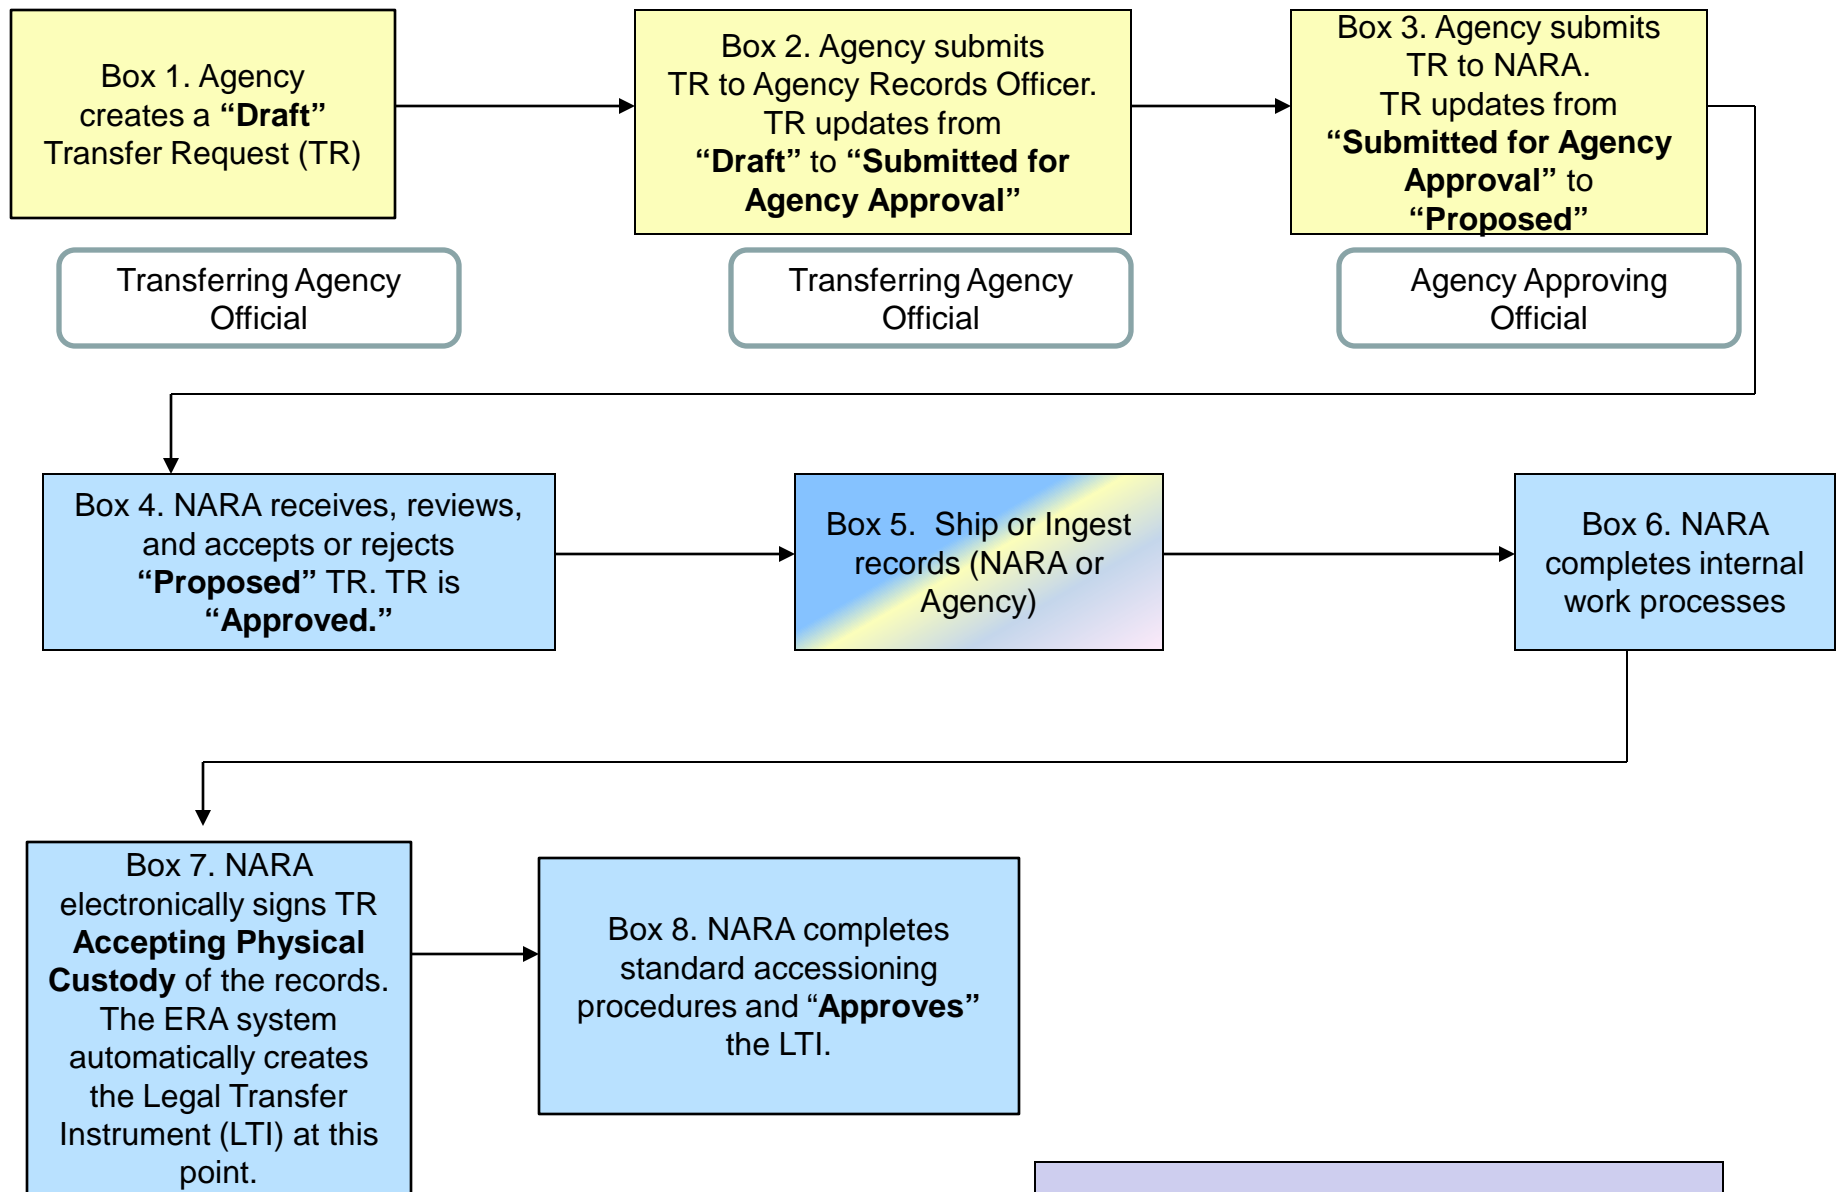 Box 1. Agency
creates a “Draft”
Transfer Request (TR)
Box 2. Agency submits
TR to Agency Records Officer.
TR updates from
“Draft” to “Submitted for
Agency Approval”
Box 3. Agency submits
TR to NARA.
TR updates from
“Submitted for Agency
Approval” to
“Proposed”
Transferring Agency
Official
Transferring Agency
Official
Agency Approving
Official
Box 4. NARA receives, reviews,
and accepts or rejects
“Proposed” TR. TR is
“Approved.”
Box 5. Ship or Ingest
records (NARA or
Agency)
Box 6. NARA
completes internal
work processes
Box 7. NARA
electronically signs TR
Accepting Physical
Custody of the records.
The ERA system
automatically creates
the Legal Transfer
Instrument (LTI) at this
point.
Box 8. NARA completes
standard accessioning
procedures and “Approves”
the LTI.